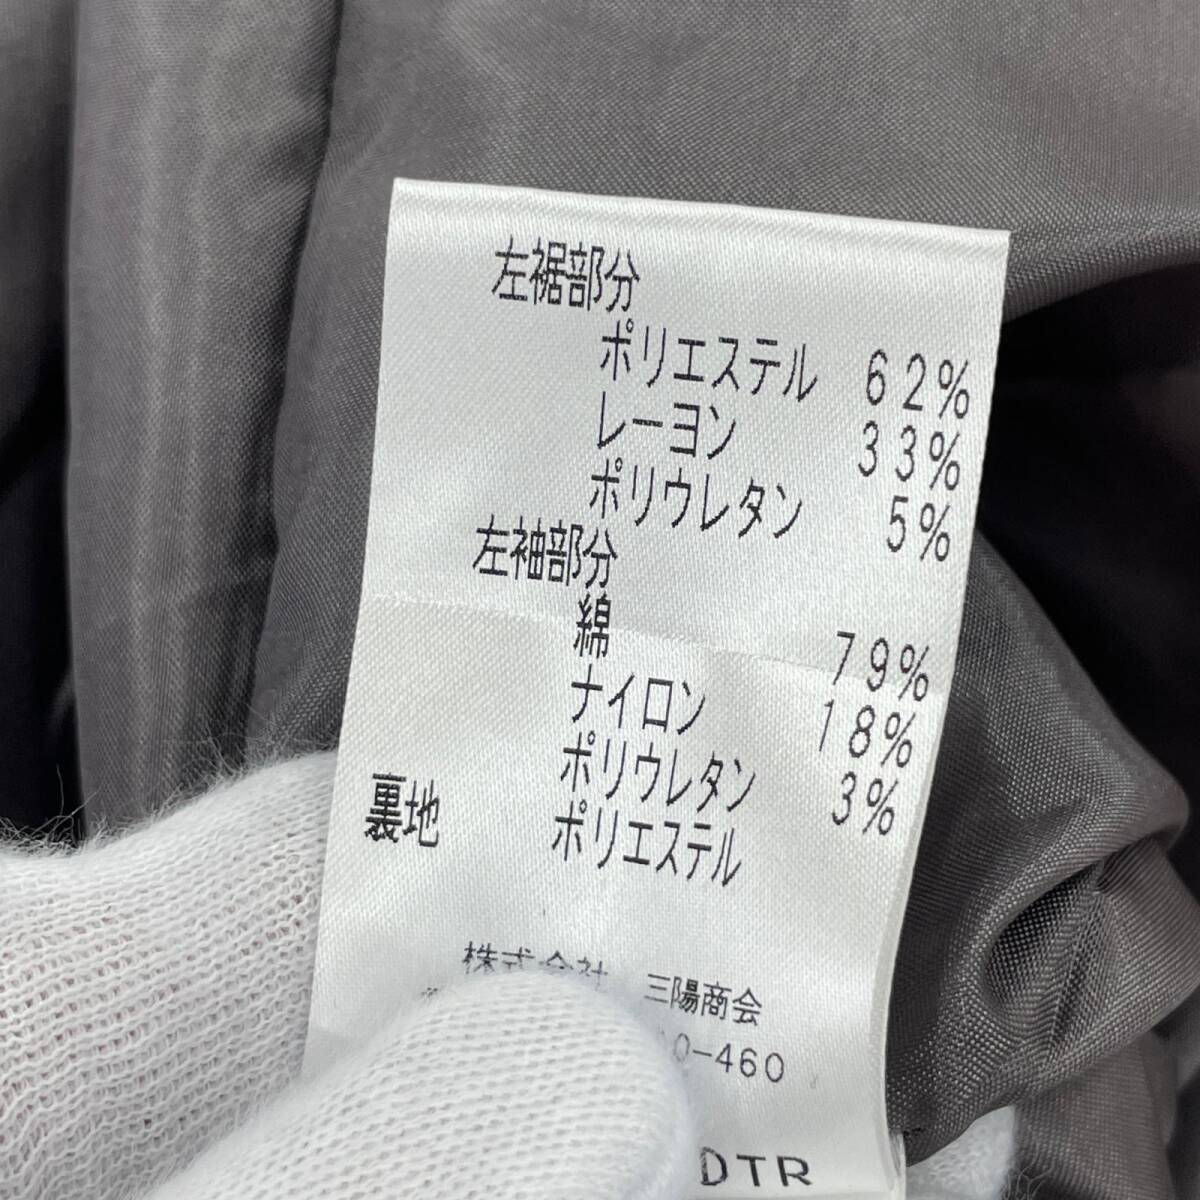 左裾部分
ポリエステル 62%
レーヨン 33%
ポリウレタン 5%
左袖部分
綿 79%
ナイロン 18%
ポリウレタン 3%
裏地 ポリエステル
株式会社 三陽商会
0-460
DTR